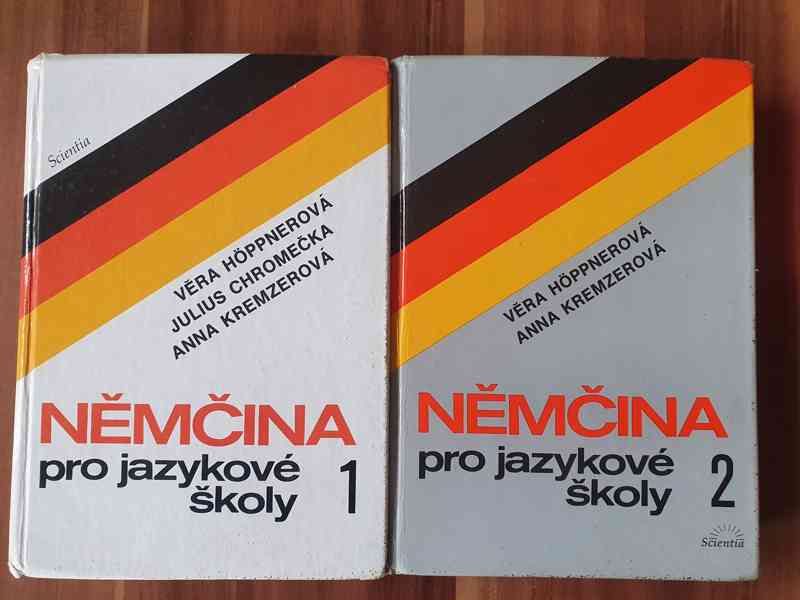 Scientia
VĚRA HÖPPNEROVÁ
JULIUS CHROMEČKA
ANNA KREMZEROVÁ
NĚMČINA
pro jazykové
školy 1
VĚRA HÖPPNEROVÁ
ANNA KREMZEROVÁ
NĚMČINA
pro jazykové
školy 2
Scientia